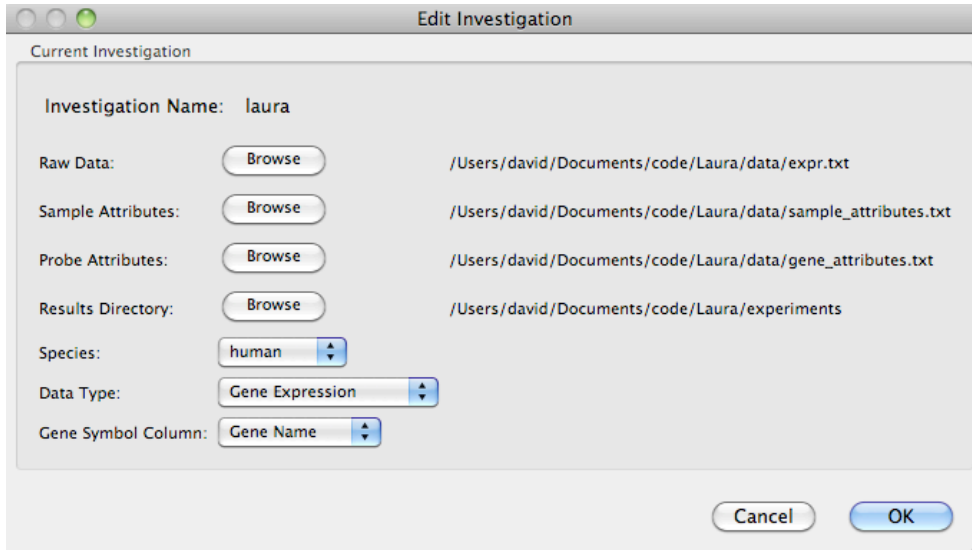 Edit Investigation
Current Investigation
Investigation Name: laura
Raw Data: Browse /Users/david/Documents/code/Laura/data/expr.txt
Sample Attributes: Browse /Users/david/Documents/code/Laura/data/sample_attributes.txt
Probe Attributes: Browse /Users/david/Documents/code/Laura/data/gene_attributes.txt
Results Directory: Browse /Users/david/Documents/code/Laura/experiments
Species: human
Data Type: Gene Expression
Gene Symbol Column: Gene Name
Cancel OK